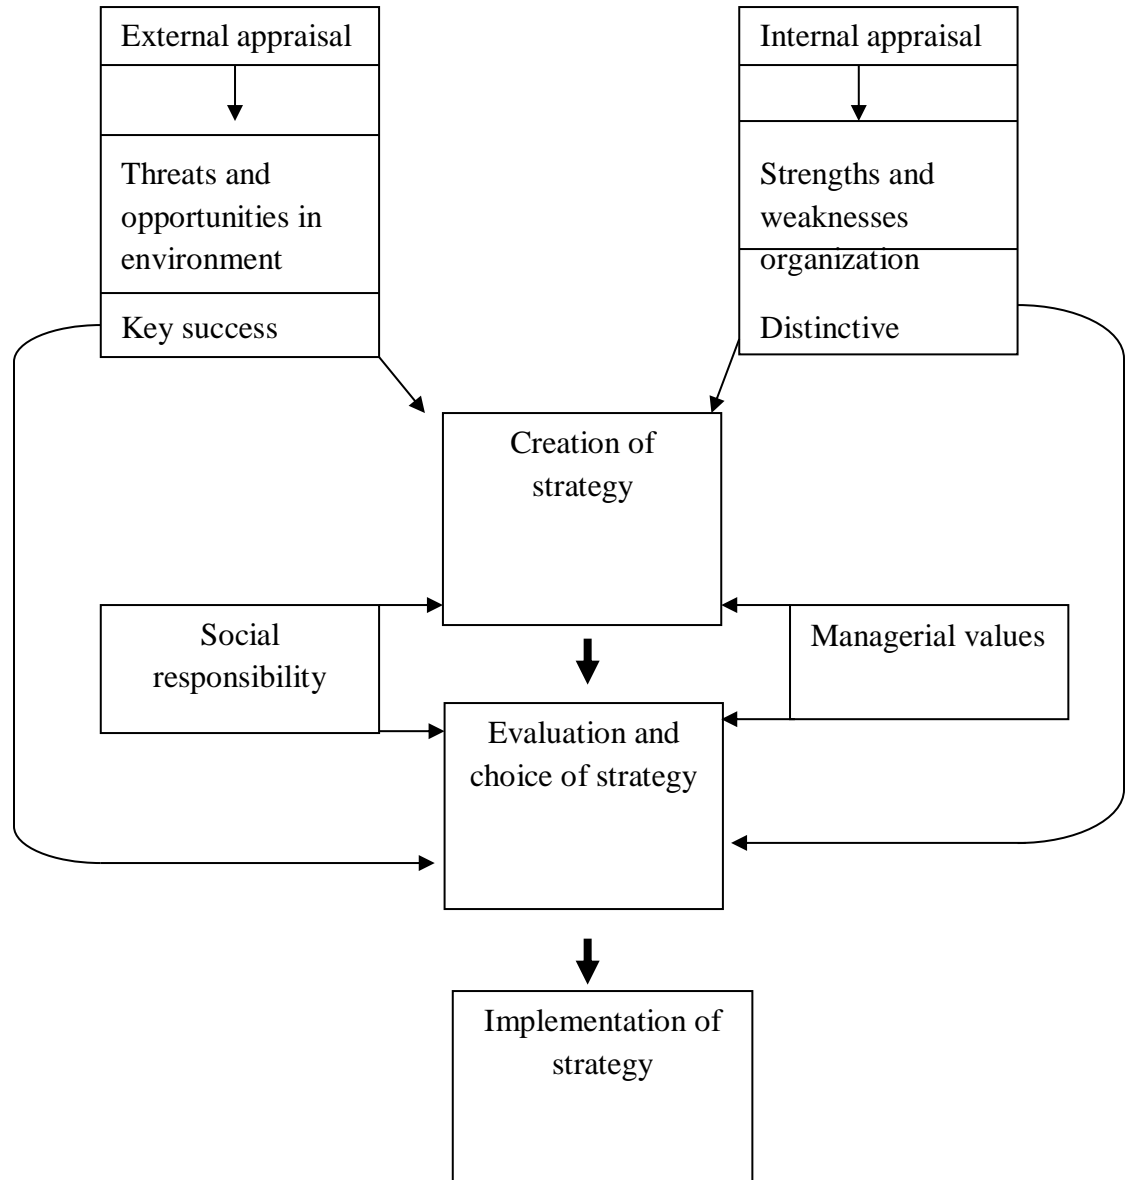 External appraisal
Threats and
opportunities in
environment
Key success
Internal appraisal
Strengths and
weaknesses
organization
Distinctive
Creation of
strategy
Social
responsibility
Managerial values
Evaluation and
choice of strategy
Implementation of
strategy